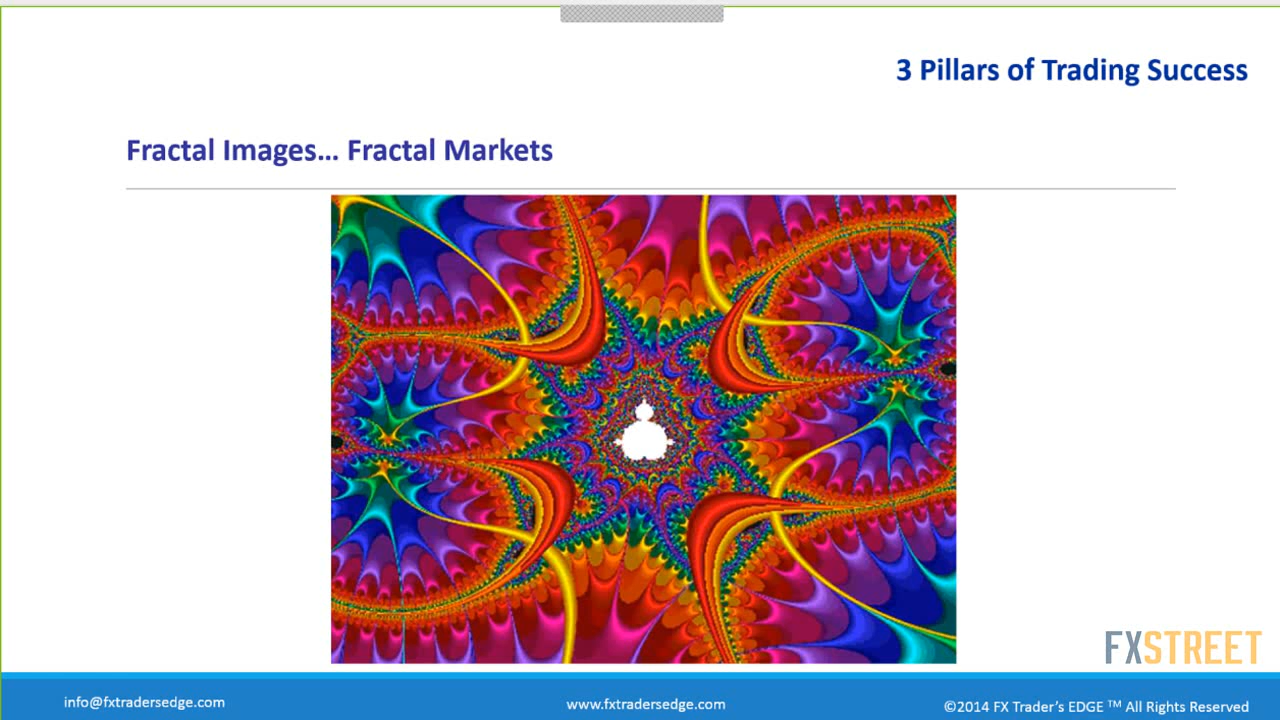 3 Pillars of Trading Success
Fractal Images... Fractal Markets
FXSTREET
info@fxtradersedge.com
www.fxtradersedge.com
©2014 FX Trader’s EDGE ™ All Rights Reserved